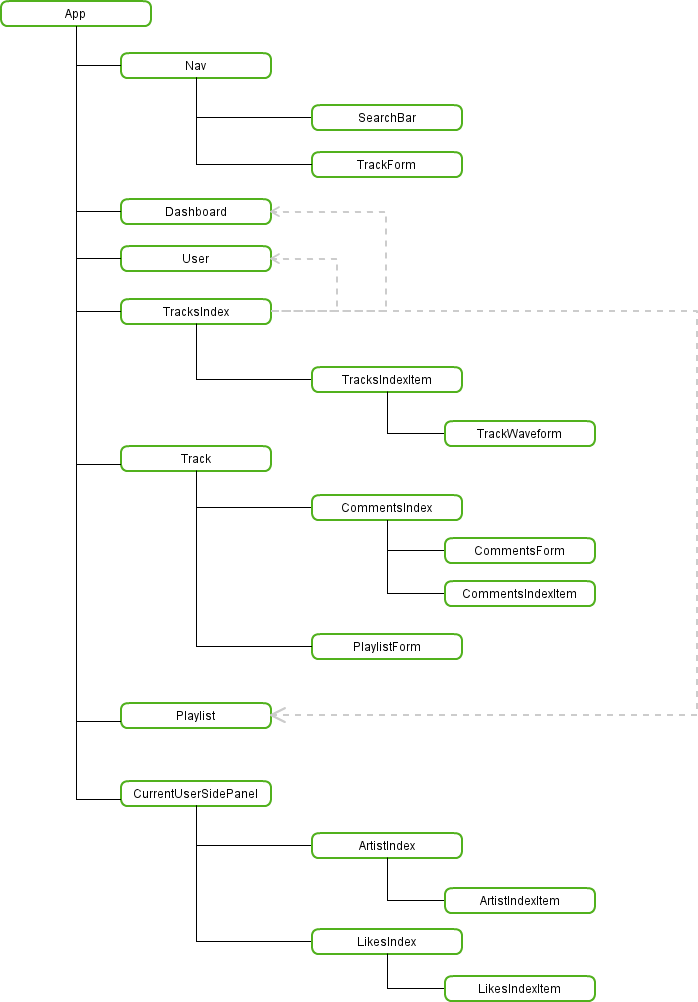 App
Nav
SearchBar
TrackForm
Dashboard
User
TracksIndex
TracksIndexItem
TrackWaveform
Track
CommentsIndex
CommentsForm
CommentsIndexItem
PlaylistForm
Playlist
CurrentUserSidePanel
ArtistIndex
ArtistIndexItem
LikesIndex
LikesIndexItem